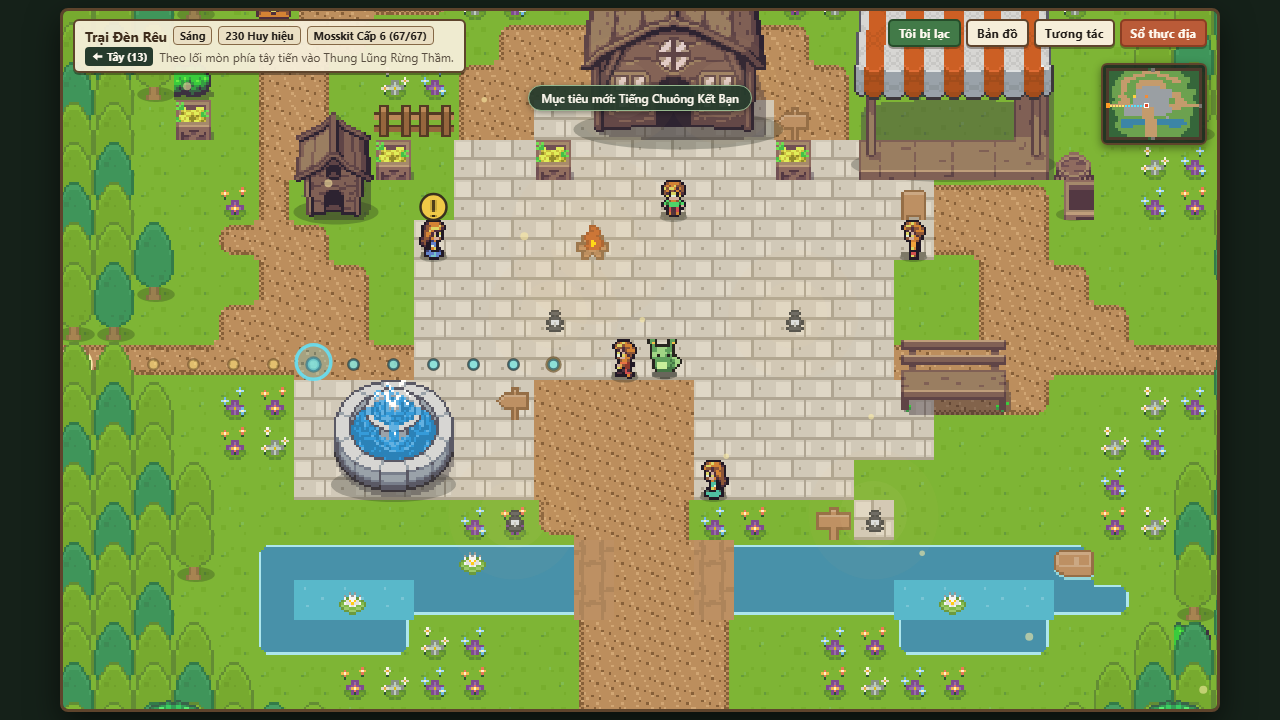 Trại Đèn Rêu
Sáng
230 Huy hiệu
Mosskit Cấp 6 (67/67)
← Tây (13)
Theo lối mòn phía tây tiến vào Thung Lũng Rừng Thầm.
Tôi bị lạc
Bản đồ
Tương tác
Sổ thực địa
Mục tiêu mới: Tiếng Chuông Kết Bạn
!